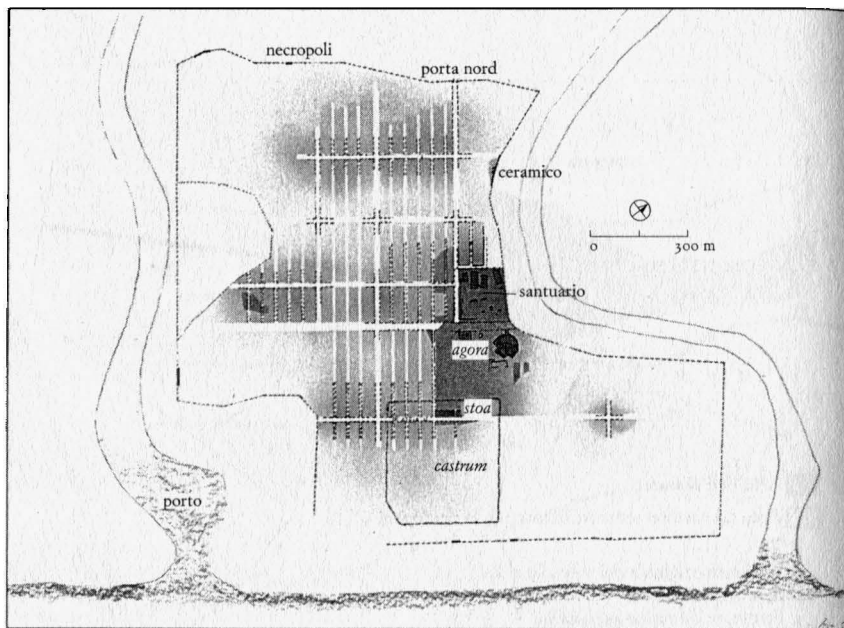 necropoli
porta nord
ceramico
0 300 m
santuario
agora
stoa
castrum
porto